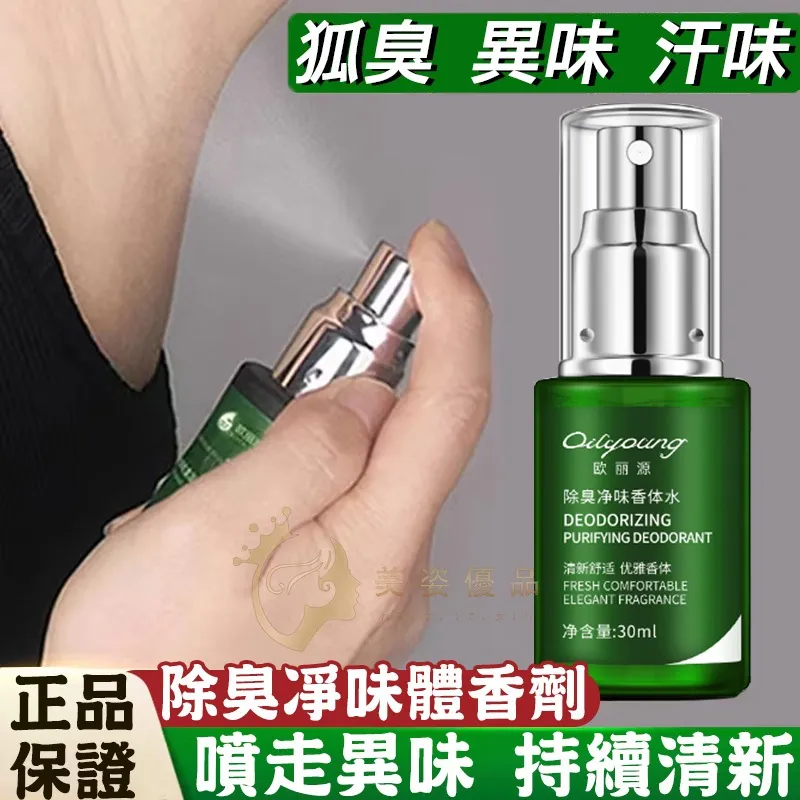 狐臭 異味 汗味
Oilyoung
欧丽源
除臭净味香体水
DEODORIZING
PURIFYING DEODORANT
清新舒适 优雅香体
FRESH COMFORTABLE
ELEGANT FRAGRANCE
净含量:30ml
美姿優品
正品
保證
除臭凈味體香劑
噴走異味 持續清新